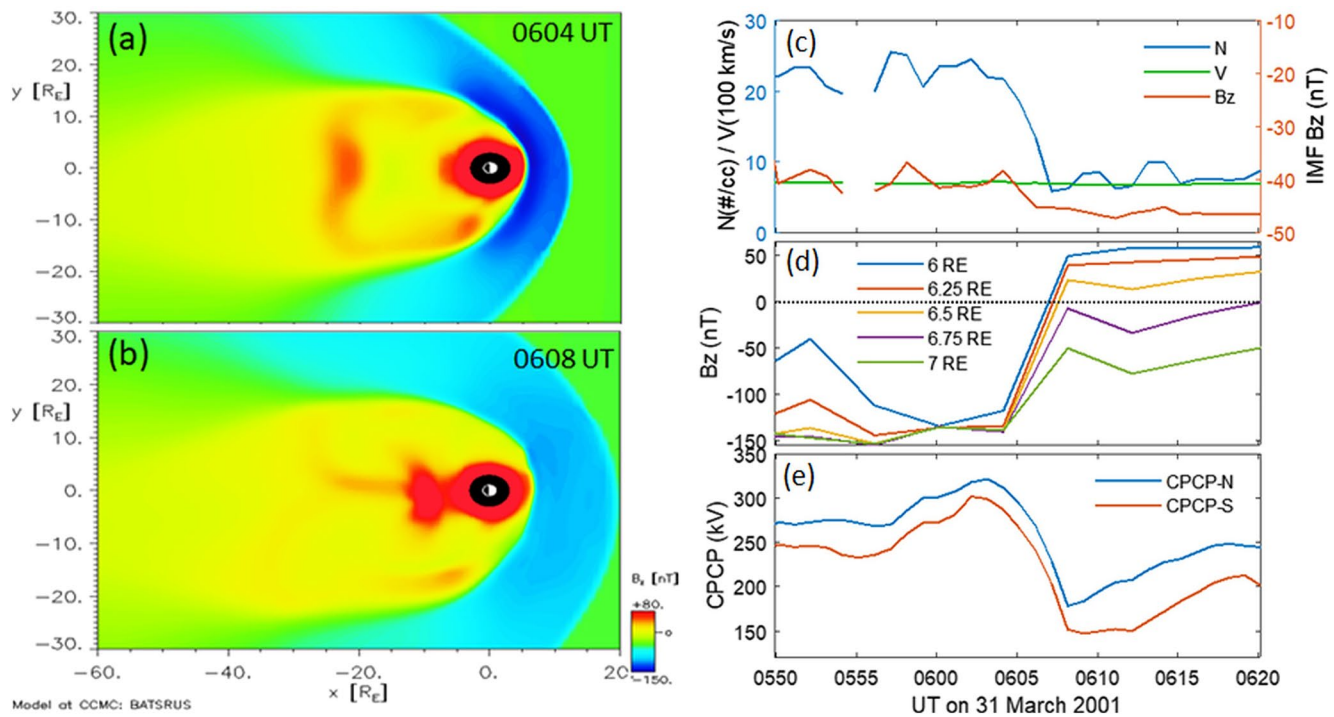 (a)
0604 UT
30.
20.
y [RE]
10.
0.
-10.
-20.
-30.
(b)
0608 UT
30.
20.
y [RE]
10.
0.
-10.
-20.
-30.
-60.
-40.
-20.
0.
20
x [RE]
Bz [nT]
+80.
0
-150.
Model at CCMC: BATSRUS
(c)
N
V
Bz
N(#/cc) / V(100 km/s)
30
20
10
0
IMF Bz (nT)
-10
-20
-30
-40
-50
(d)
6 RE
6.25 RE
6.5 RE
6.75 RE
7 RE
Bz (nT)
50
0
-50
-100
-150
(e)
CPCP-N
CPCP-S
CPCP (kV)
350
300
250
200
150
0550
0555
0600
0605
0610
0615
0620
UT on 31 March 2001